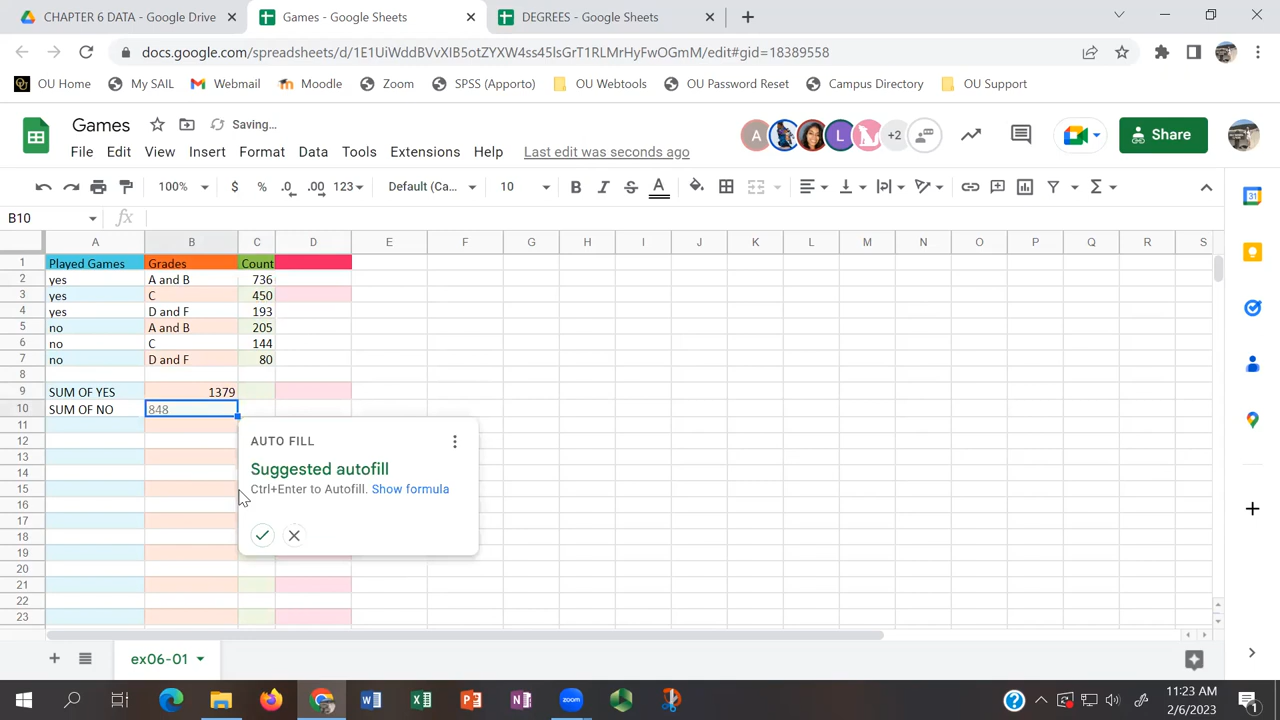 CHAPTER 6 DATA - Google Drive
Games - Google Sheets
DEGREES - Google Sheets
docs.google.com/spreadsheets/d/1E1UiWddBVvXIB5otZYXW4ss45lsGrT1RLMrHyFwOGmM/edit#gid=18389558
OU Home My SAIL Webmail Moodle Zoom SPSS (Apporto) OU Webtools OU Password Reset Campus Directory OU Support
Games Saving...
A L +2 Share
File Edit View Insert Format Data Tools Extensions Help Last edit was seconds ago
100% $ % .0 .00 123 Default (Ca... 10 B I S A Σ
B10 fx
A B C D E F G H I J K L M N O P Q R S
1 Played Games Grades Count
2 yes A and B 736
3 yes C 450
4 yes D and F 193
5 no A and B 205
6 no C 144
7 no D and F 80
8
9 SUM OF YES 1379
10 SUM OF NO 848
11
12
13
14
15
16
17
18
19
20
21
22
23
AUTO FILL
Suggested autofill
Ctrl+Enter to Autofill. Show formula
31
ex06-01
11:23 AM
2/6/2023
1